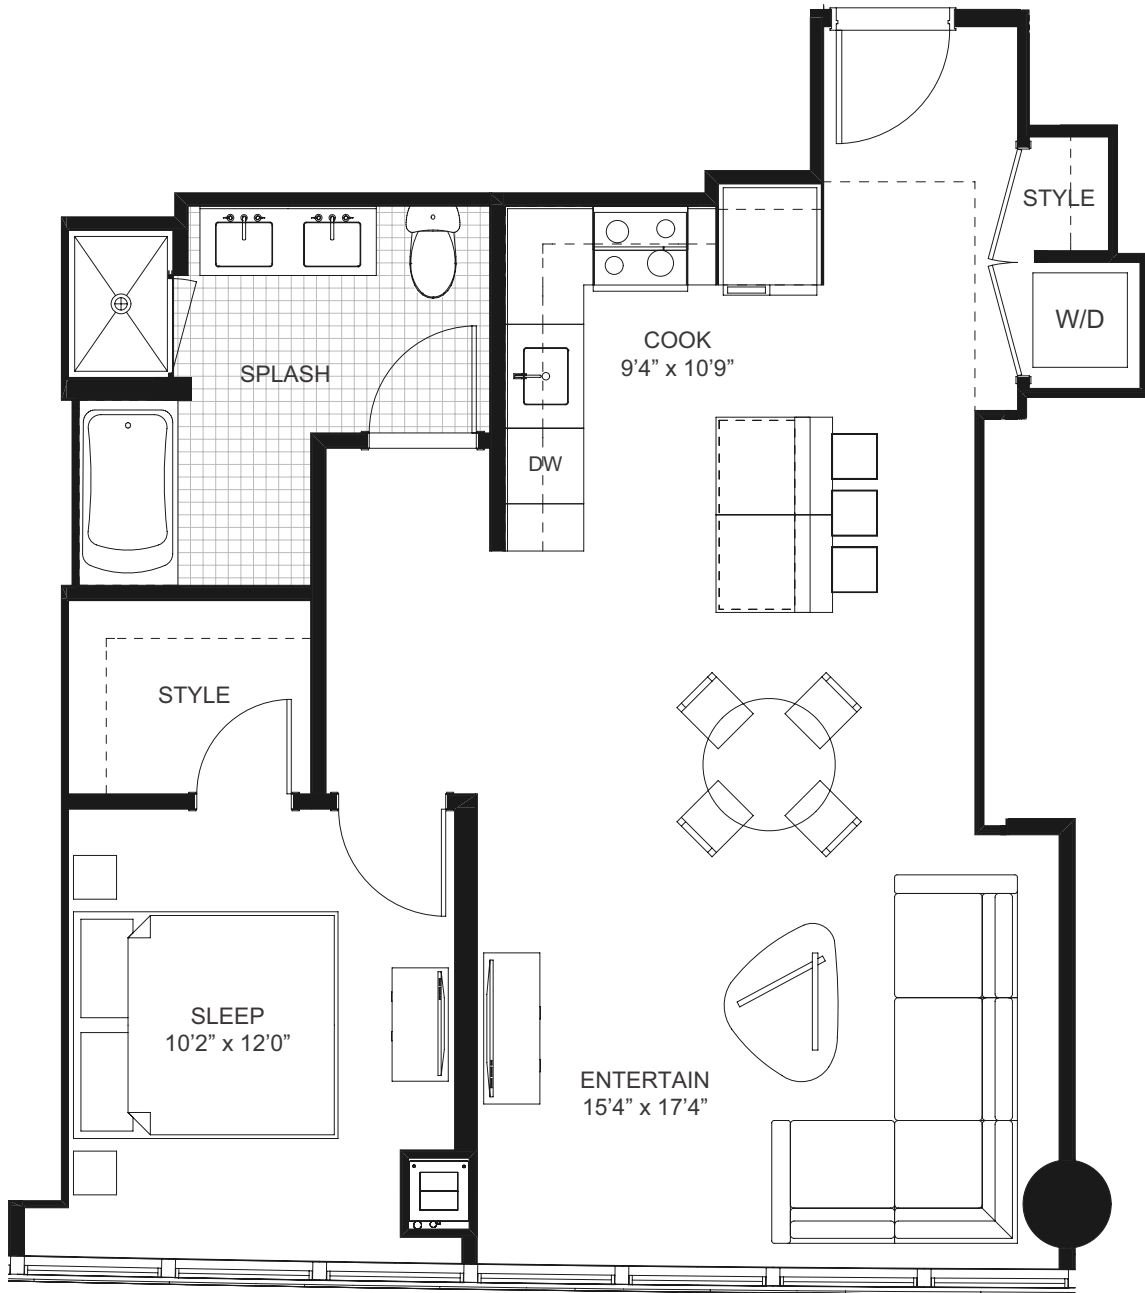 STYLE
W/D
COOK
9’4” x 10’9”
SPLASH
DW
STYLE
SLEEP
10’2” x 12’0”
ENTERTAIN
15’4” x 17’4”